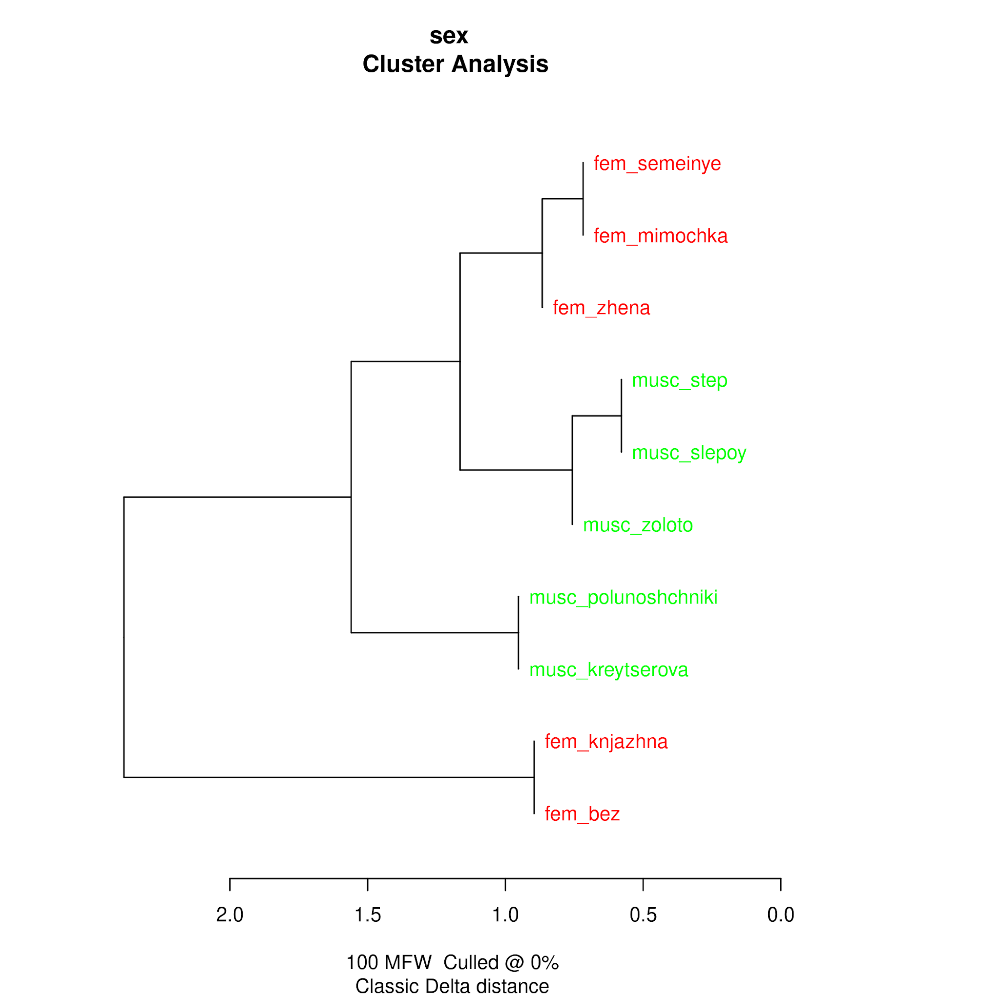 sex
Cluster Analysis
fem_semeinye
fem_mimochka
fem_zhena
musc_step
musc_slepoy
musc_zoloto
musc_polunoshchniki
musc_kreytserova
fem_knjazhna
fem_bez
2.0 1.5 1.0 0.5 0.0
100 MFW Culled @ 0%
Classic Delta distance